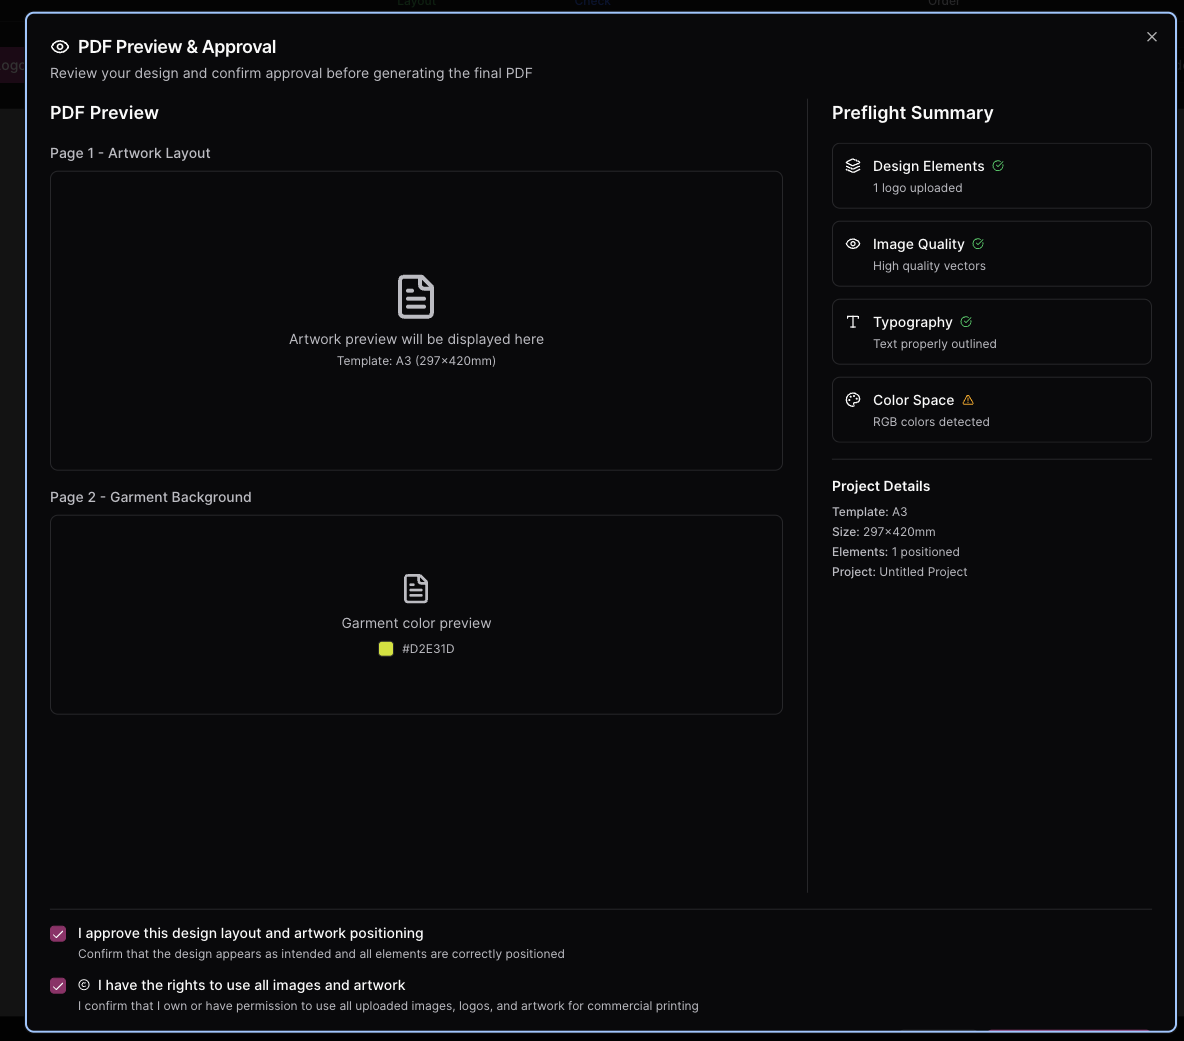 Layout
Check
Order
PDF Preview & Approval
Review your design and confirm approval before generating the final PDF
PDF Preview
Page 1 - Artwork Layout
Artwork preview will be displayed here
Template: A3 (297×420mm)
Page 2 - Garment Background
Garment color preview
#D2E31D
Preflight Summary
Design Elements
1 logo uploaded
Image Quality
High quality vectors
Typography
Text properly outlined
Color Space
RGB colors detected
Project Details
Template: A3
Size: 297×420mm
Elements: 1 positioned
Project: Untitled Project
I approve this design layout and artwork positioning
Confirm that the design appears as intended and all elements are correctly positioned
© I have the rights to use all images and artwork
I confirm that I own or have permission to use all uploaded images, logos, and artwork for commercial printing